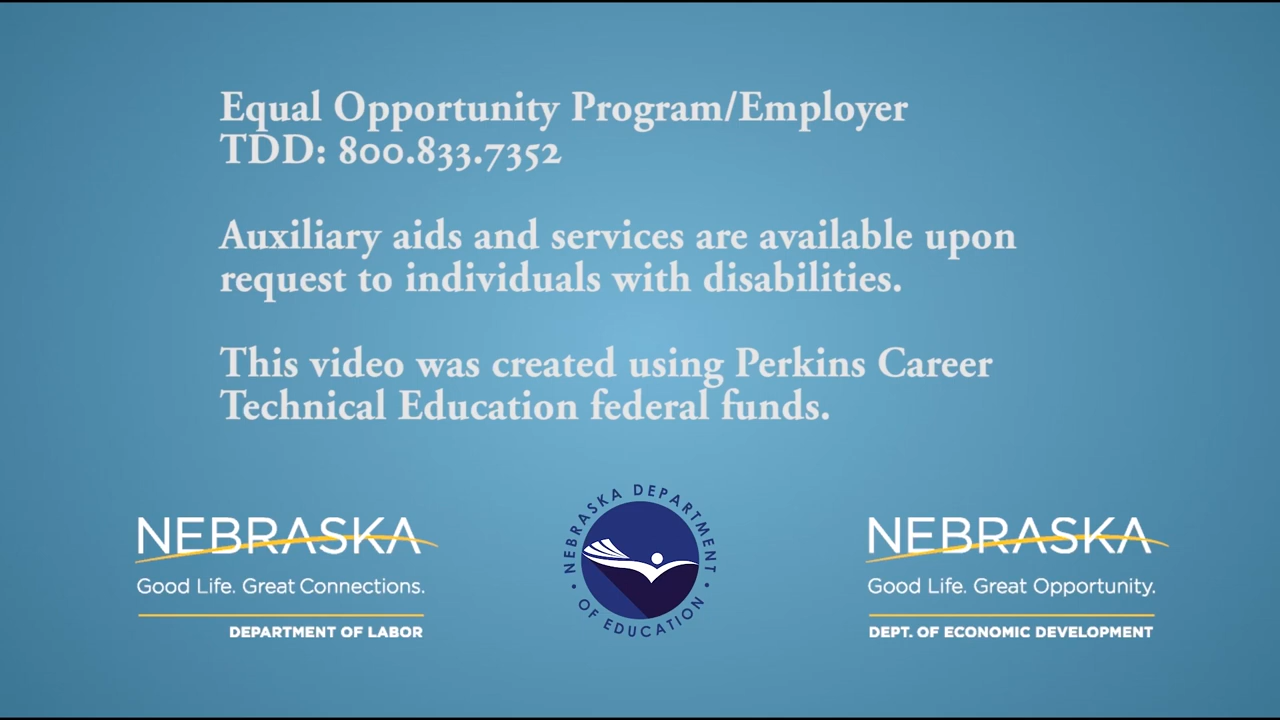 Equal Opportunity Program/Employer
TDD: 800.833.7352
Auxiliary aids and services are available upon
request to individuals with disabilities.
This video was created using Perkins Career
Technical Education federal funds.
NEBRASKA
Good Life. Great Connections.
DEPARTMENT OF LABOR
• NEBRASKA DEPARTMENT •
OF EDUCATION
NEBRASKA
Good Life. Great Opportunity.
DEPT. OF ECONOMIC DEVELOPMENT